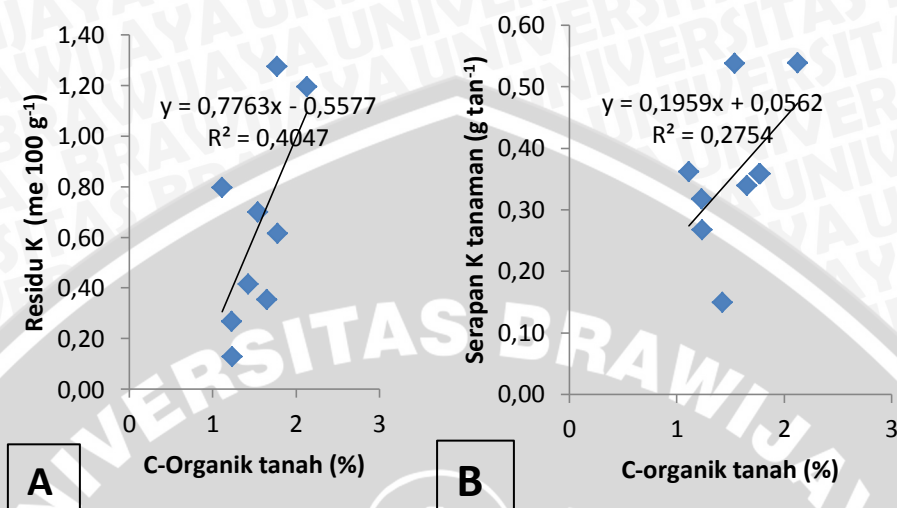 1,40
1,20
1,00
0,80
0,60
0,40
0,20
0,00
0
1
2
3
y = 0,7763x - 0,5577
R² = 0,4047
Residu K (me 100 g⁻¹)
C-Organik tanah (%)
A
0,60
0,50
0,40
0,30
0,20
0,10
0,00
0
1
2
3
y = 0,1959x + 0,0562
R² = 0,2754
Serapan K tanaman (g tan⁻¹)
C-organik tanah (%)
B
UNIVERSITAS BRAWIJAYA